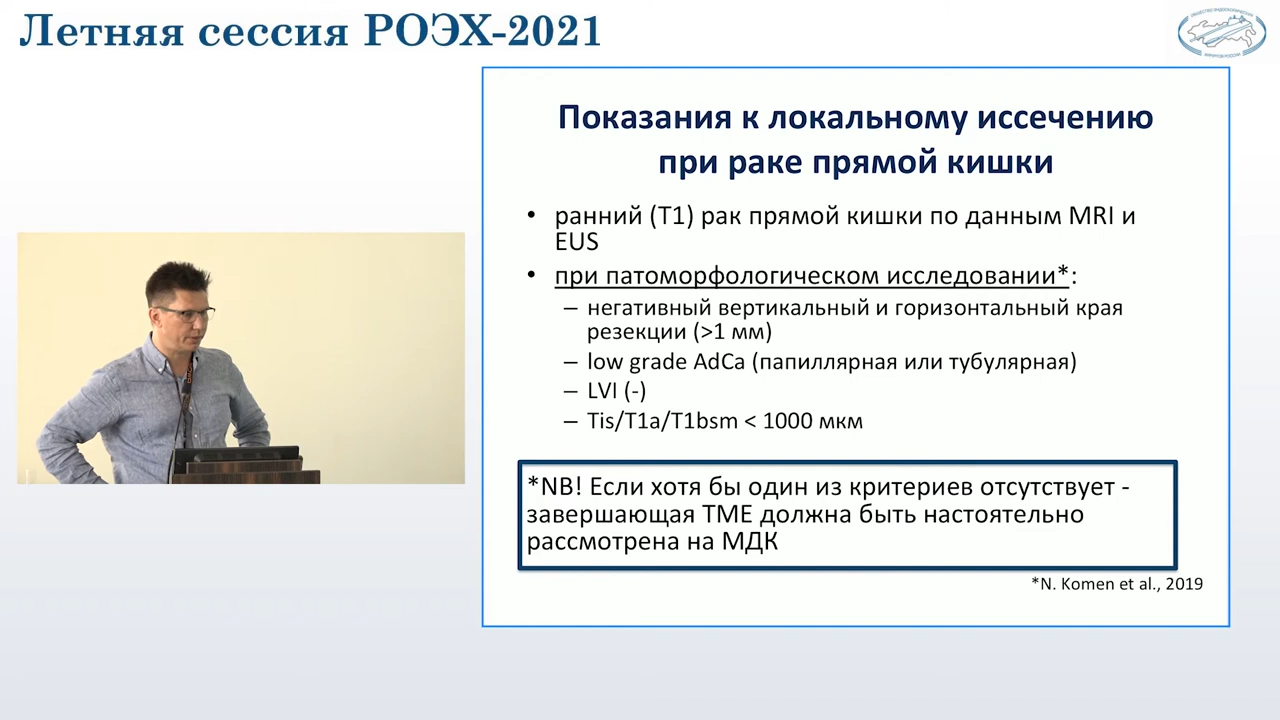 Летняя сессия РОЭХ-2021
Показания к локальному иссечению
при раке прямой кишки
• ранний (T1) рак прямой кишки по данным MRI и
EUS
• при патоморфологическом исследовании*:
– негативный вертикальный и горизонтальный края
резекции (>1 мм)
– low grade AdCa (папиллярная или тубулярная)
– LVI (-)
– Tis/T1a/T1bsm < 1000 мкм
*NB! Если хотя бы один из критериев отсутствует -
завершающая ТМЕ должна быть настоятельно
рассмотрена на МДК
*N. Komen et al., 2019